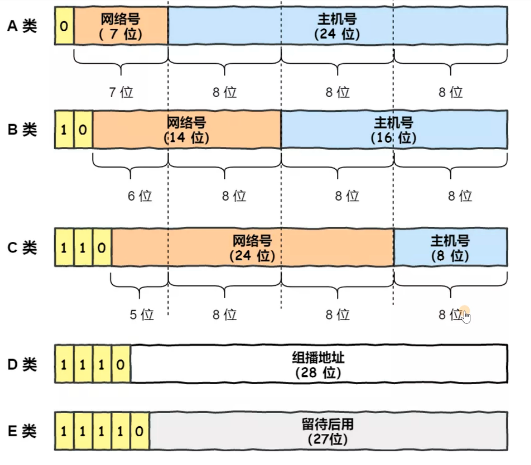 A 类
0
网络号
( 7 位)
主机号
(24 位)
7 位
8 位
8 位
8 位
B 类
1 0
网络号
(14 位)
主机号
(16 位)
6 位
8 位
8 位
8 位
C 类
1 1 0
网络号
(24 位)
主机号
(8 位)
5 位
8 位
8 位
8 位
D 类
1 1 1 0
组播地址
(28 位)
E 类
1 1 1 1 0
留待后用
(27位)